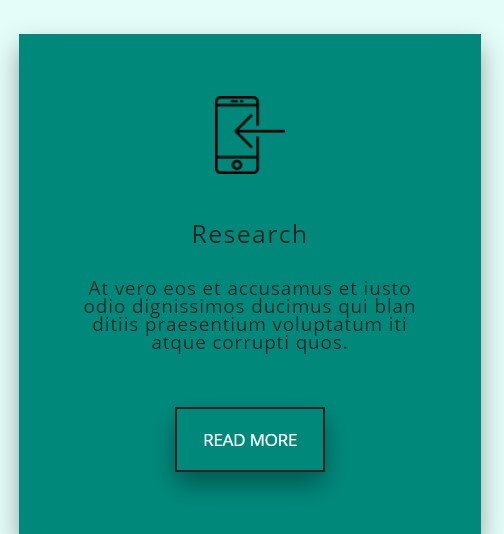 Research
At vero eos et accusamus et iusto
odio dignissimos ducimus qui blan
ditiis praesentium voluptatum iti
atque corrupti quos.
READ MORE